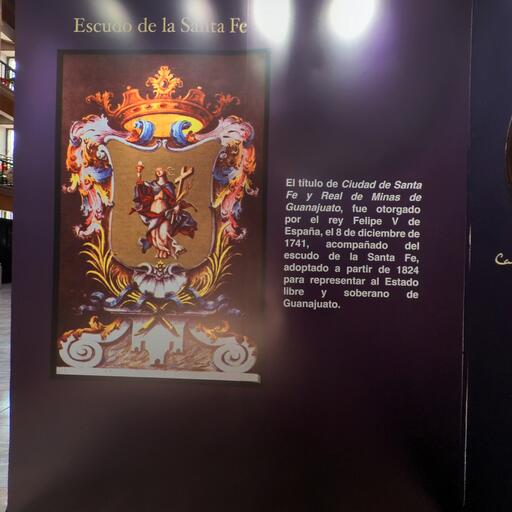 Escudo de la Santa Fe
El título de Ciudad de Santa
Fe y Real de Minas de
Guanajuato, fue otorgado
por el rey Felipe V de
España, el 8 de diciembre de
1741, acompañado del
escudo de la Santa Fe,
adoptado a partir de 1824
para representar al Estado
libre y soberano de
Guanajuato.
Ca